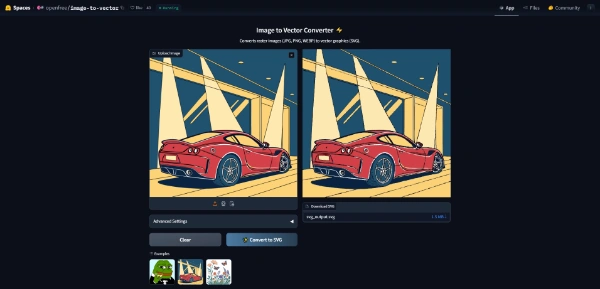 Spaces openfree/image-to-vector like Running App Files Community
Image to Vector Converter ⚡
Converts raster images (JPG, PNG, WEBP) to vector graphics (SVG).
Upload Image
Download SVG
svg_output.svg
Advanced Settings
Clear Convert to SVG
Examples